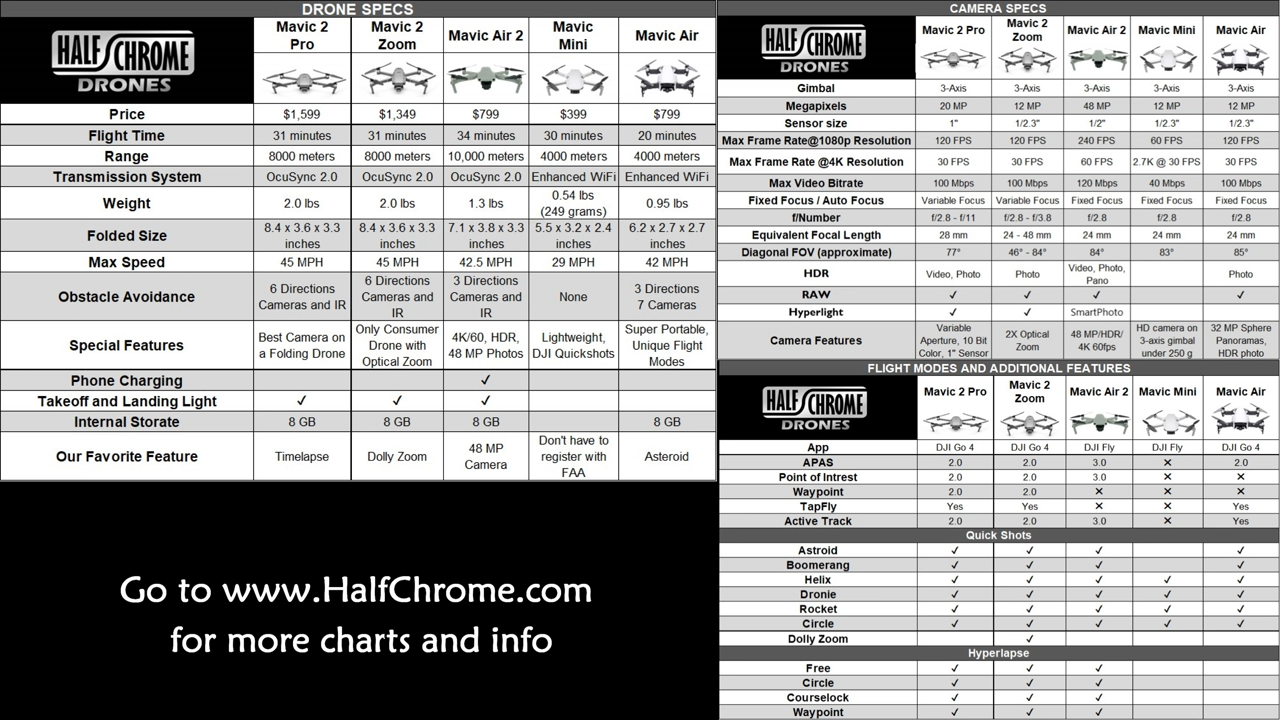 DRONE SPECS
HALF CHROME DRONES
Mavic 2 Pro Mavic 2 Zoom Mavic Air 2 Mavic Mini Mavic Air
Price $1,599 $1,349 $799 $399 $799
Flight Time 31 minutes 31 minutes 34 minutes 30 minutes 20 minutes
Range 8000 meters 8000 meters 10,000 meters 4000 meters 4000 meters
Transmission System OcuSync 2.0 OcuSync 2.0 OcuSync 2.0 Enhanced WiFi Enhanced WiFi
Weight 2.0 lbs 2.0 lbs 1.3 lbs 0.54 lbs (249 grams) 0.95 lbs
Folded Size 8.4 x 3.6 x 3.3 inches 8.4 x 3.6 x 3.3 inches 7.1 x 3.8 x 3.3 inches 5.5 x 3.2 x 2.4 inches 6.2 x 2.7 x 2.7 inches
Max Speed 45 MPH 45 MPH 42.5 MPH 29 MPH 42 MPH
Obstacle Avoidance 6 Directions Cameras and IR 6 Directions Cameras and IR 3 Directions Cameras and IR None 3 Directions 7 Cameras
Special Features Best Camera on a Folding Drone Only Consumer Drone with Optical Zoom 4K/60, HDR, 48 MP Photos Lightweight, DJI Quickshots Super Portable, Unique Flight Modes
Phone Charging ✓
Takeoff and Landing Light ✓ ✓ ✓
Internal Storate 8 GB 8 GB 8 GB 8 GB
Our Favorite Feature Timelapse Dolly Zoom 48 MP Camera Don't have to register with FAA Asteroid
Go to www.HalfChrome.com
for more charts and info
CAMERA SPECS
HALF CHROME DRONES
Mavic 2 Pro Mavic 2 Zoom Mavic Air 2 Mavic Mini Mavic Air
Gimbal 3-Axis 3-Axis 3-Axis 3-Axis 3-Axis
Megapixels 20 MP 12 MP 48 MP 12 MP 12 MP
Sensor size 1" 1/2.3" 1/2" 1/2.3" 1/2.3"
Max Frame Rate@1080p Resolution 120 FPS 120 FPS 240 FPS 60 FPS 120 FPS
Max Frame Rate @4K Resolution 30 FPS 30 FPS 60 FPS 2.7K @ 30 FPS 30 FPS
Max Video Bitrate 100 Mbps 100 Mbps 120 Mbps 40 Mbps 100 Mbps
Fixed Focus / Auto Focus Variable Focus Variable Focus Fixed Focus Fixed Focus Fixed Focus
f/Number f/2.8 - f/11 f/2.8 - f/3.8 f/2.8 f/2.8 f/2.8
Equivalent Focal Length 28 mm 24 - 48 mm 24 mm 24 mm 24 mm
Diagonal FOV (approximate) 77° 46° - 84° 84° 83° 85°
HDR Video, Photo Photo Video, Photo, Pano Photo
RAW ✓ ✓ ✓ ✓
Hyperlight ✓ ✓ SmartPhoto
Camera Features Variable Aperture, 10 Bit Color, 1" Sensor 2X Optical Zoom 48 MP/HDR/ 4K 60fps HD camera on 3-axis gimbal under 250 g 32 MP Sphere Panoramas, HDR photo
FLIGHT MODES AND ADDITIONAL FEATURES
HALF CHROME DRONES
Mavic 2 Pro Mavic 2 Zoom Mavic Air 2 Mavic Mini Mavic Air
App DJI Go 4 DJI Go 4 DJI Fly DJI Fly DJI Go 4
APAS 2.0 2.0 3.0 ✕ 2.0
Point of Intrest 2.0 2.0 3.0 ✕ ✕
Waypoint 2.0 2.0 ✕ ✕ ✕
TapFly Yes Yes ✕ ✕ Yes
Active Track 2.0 2.0 3.0 ✕ Yes
Quick Shots
Astroid ✓ ✓ ✓ ✓
Boomerang ✓ ✓ ✓ ✓
Helix ✓ ✓ ✓ ✓ ✓
Dronie ✓ ✓ ✓ ✓ ✓
Rocket ✓ ✓ ✓ ✓ ✓
Circle ✓ ✓ ✓ ✓ ✓
Dolly Zoom ✓
Hyperlapse
Free ✓ ✓ ✓
Circle ✓ ✓ ✓
Courselock ✓ ✓ ✓
Waypoint ✓ ✓ ✓